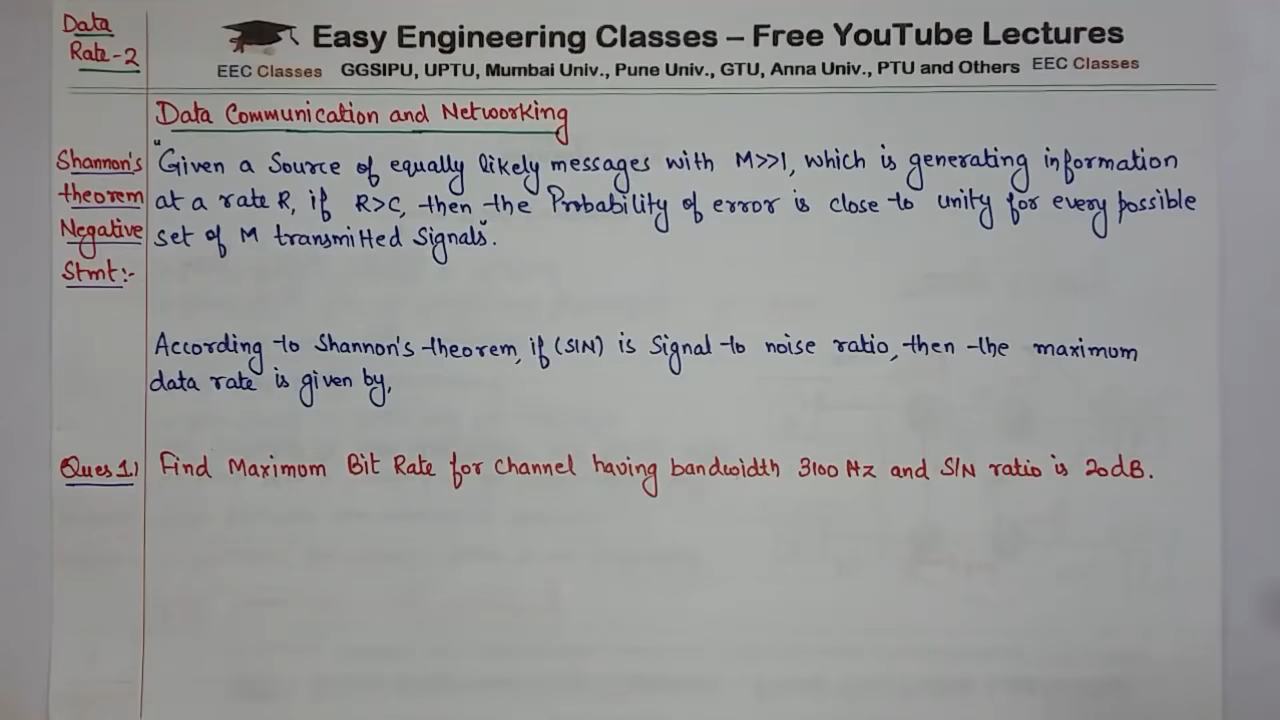 Data
Rate-2
Easy Engineering Classes – Free YouTube Lectures
EEC Classes GGSIPU, UPTU, Mumbai Univ., Pune Univ., GTU, Anna Univ., PTU and Others EEC Classes
Data Communication and Networking
Shannon's
theorem
Negative
Stmt:-
"Given a Source of equally likely messages with M>>1, which is generating information
at a rate R, if R>C, then the Probability of error is close to unity for every possible
set of M transmitted Signals".
According to Shannon's theorem, if (S/N) is Signal to noise ratio, then the maximum
data rate is given by,
Ques 1.) Find Maximum Bit Rate for channel having bandwidth 3100 Hz and S/N ratio is 20dB.